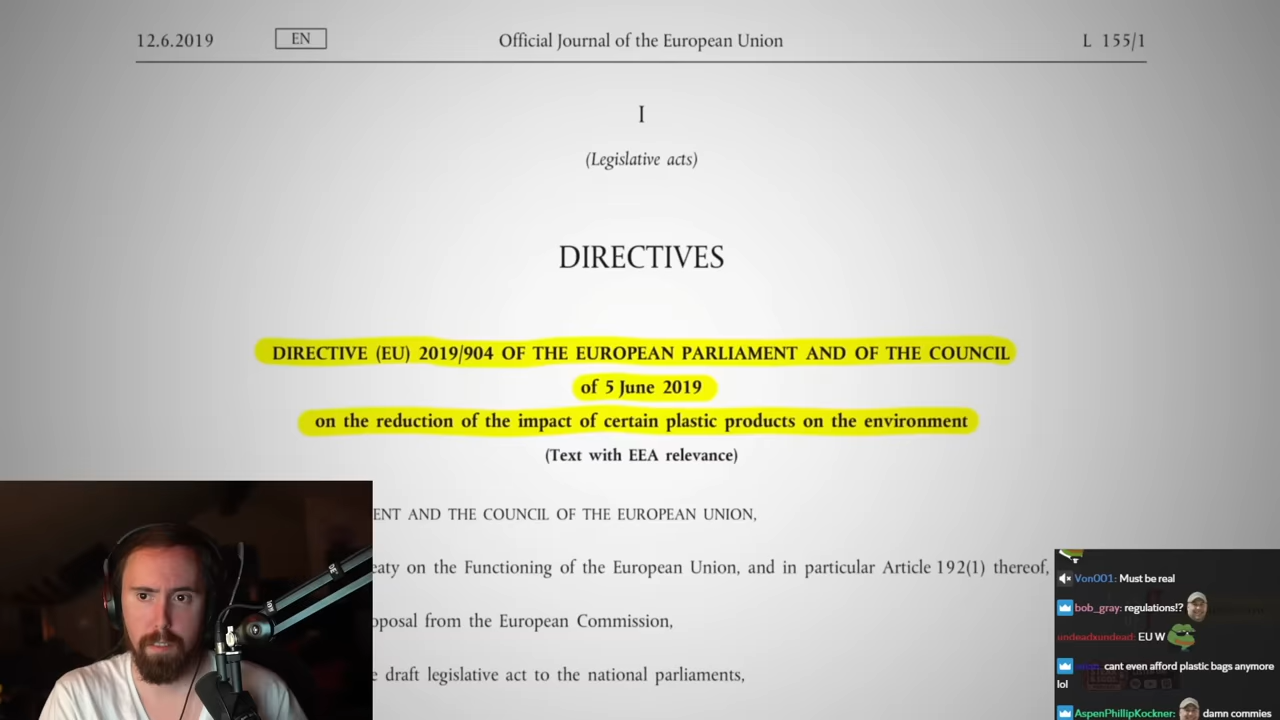 12.6.2019 EN Official Journal of the European Union L 155/1
I
(Legislative acts)
DIRECTIVES
DIRECTIVE (EU) 2019/904 OF THE EUROPEAN PARLIAMENT AND OF THE COUNCIL
of 5 June 2019
on the reduction of the impact of certain plastic products on the environment
(Text with EEA relevance)
ENT AND THE COUNCIL OF THE EUROPEAN UNION,
eaty on the Functioning of the European Union, and in particular Article 192(1) thereof,
oposal from the European Commission,
e draft legislative act to the national parliaments,
Von001: Must be real
bob_gray: regulations!?
undeadxundead: EU W
cant even afford plastic bags anymore
lol
AspenPhillipKockner: damn commies